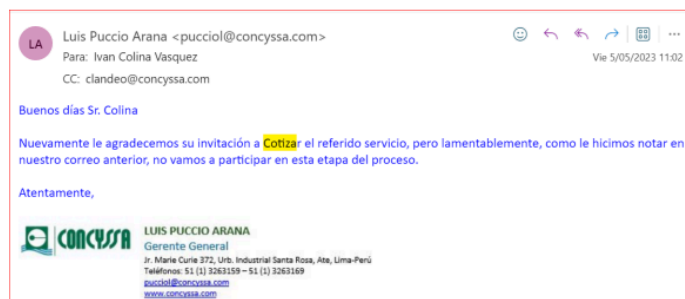 LA
Luis Puccio Arana <pucciol@concyssa.com>
Para: Ivan Colina Vasquez
CC: clandeo@concyssa.com
Vie 5/05/2023 11:02
Buenos días Sr. Colina
Nuevamente le agradecemos su invitación a Cotizar el referido servicio, pero lamentablemente, como le hicimos notar en
nuestro correo anterior, no vamos a participar en esta etapa del proceso.
Atentamente,
CONCYSSA
LUIS PUCCIO ARANA
Gerente General
Jr. Marie Curie 372, Urb. Industrial Santa Rosa, Ate, Lima-Perú
Teléfonos: 51 (1) 3263159 – 51 (1) 3263169
pucciol@concyssa.com
www.concyssa.com